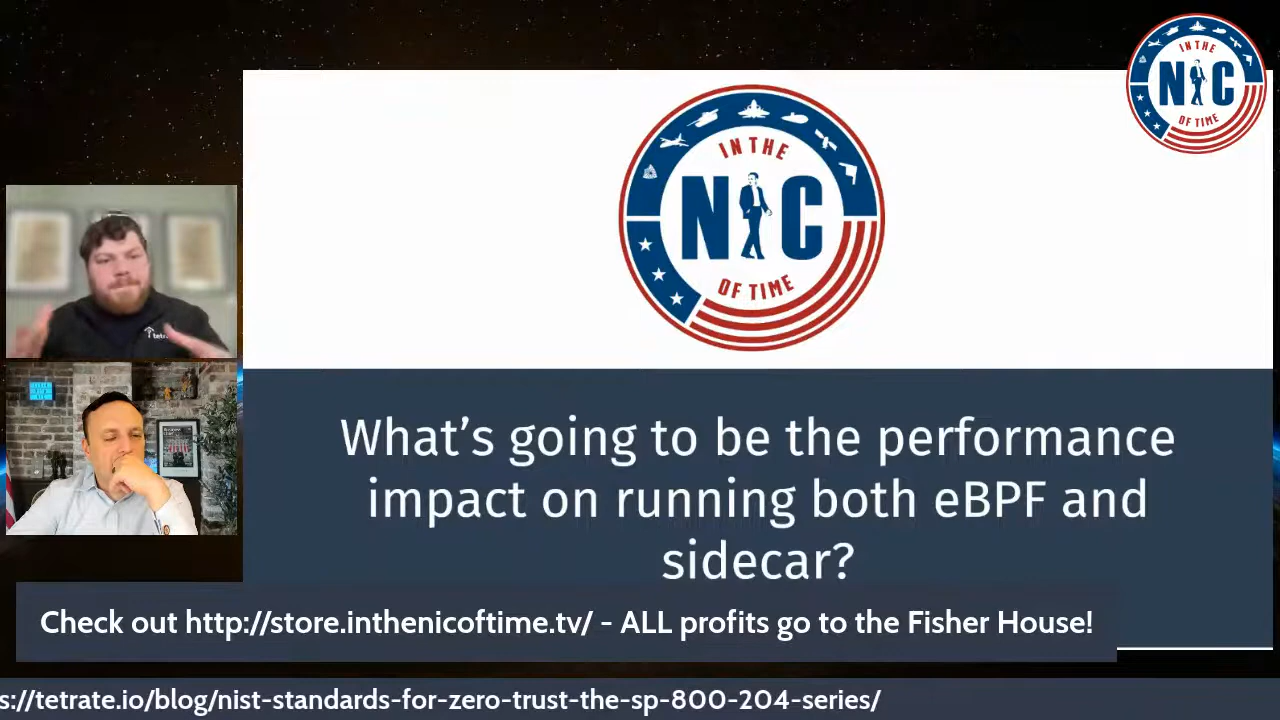 IN THE
NIC
OF TIME
IN THE
NIC
OF TIME
What's going to be the performance
impact on running both eBPF and
sidecar?
Check out http://store.inthenicoftime.tv/ - ALL profits go to the Fisher House!
s://tetrate.io/blog/nist-standards-for-zero-trust-the-sp-800-204-series/